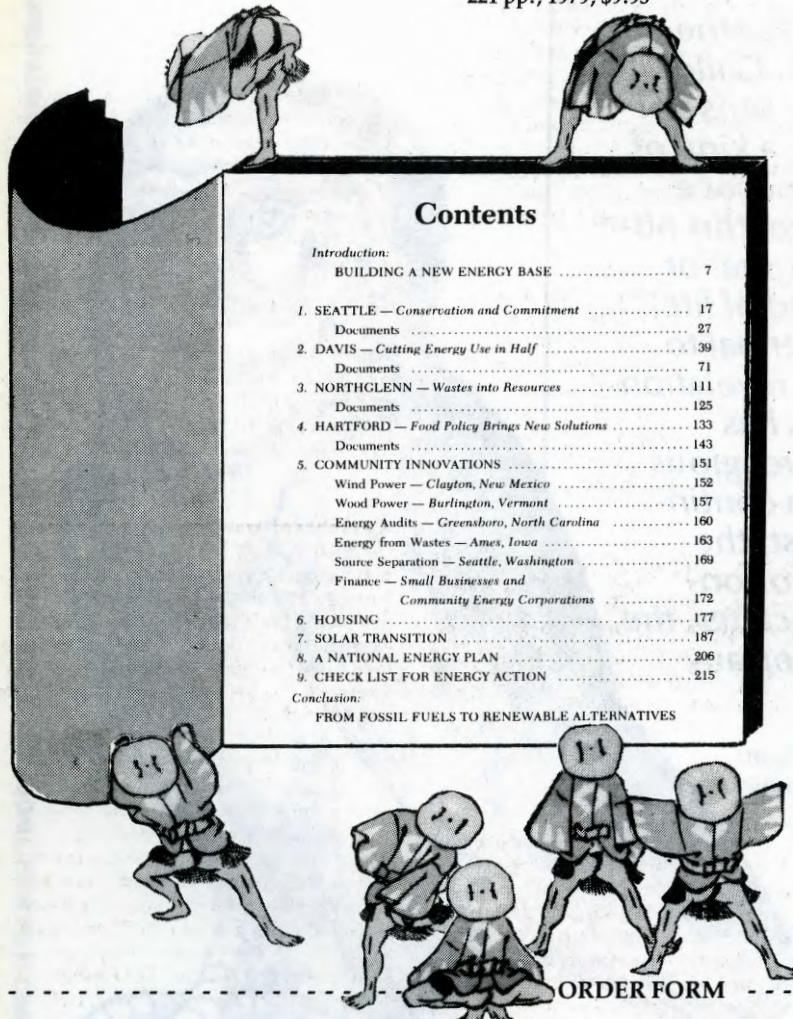 221 pp., 1979, $9.95
Contents
Introduction:
BUILDING A NEW ENERGY BASE .................... 7
1. SEATTLE — Conservation and Commitment .................... 17
Documents .................... 27
2. DAVIS — Cutting Energy Use in Half .................... 39
Documents .................... 71
3. NORTHGLENN — Wastes into Resources .................... 111
Documents .................... 125
4. HARTFORD — Food Policy Brings New Solutions .................... 133
Documents .................... 143
5. COMMUNITY INNOVATIONS .................... 151
Wind Power — Clayton, New Mexico .................... 152
Wood Power — Burlington, Vermont .................... 157
Energy Audits — Greensboro, North Carolina .................... 160
Energy from Wastes — Ames, Iowa .................... 163
Source Separation — Seattle, Washington .................... 169
Finance — Small Businesses and
Community Energy Corporations .................... 172
6. HOUSING .................... 177
7. SOLAR TRANSITION .................... 187
8. A NATIONAL ENERGY PLAN .................... 206
9. CHECK LIST FOR ENERGY ACTION .................... 215
Conclusion:
FROM FOSSIL FUELS TO RENEWABLE ALTERNATIVES
ORDER FORM